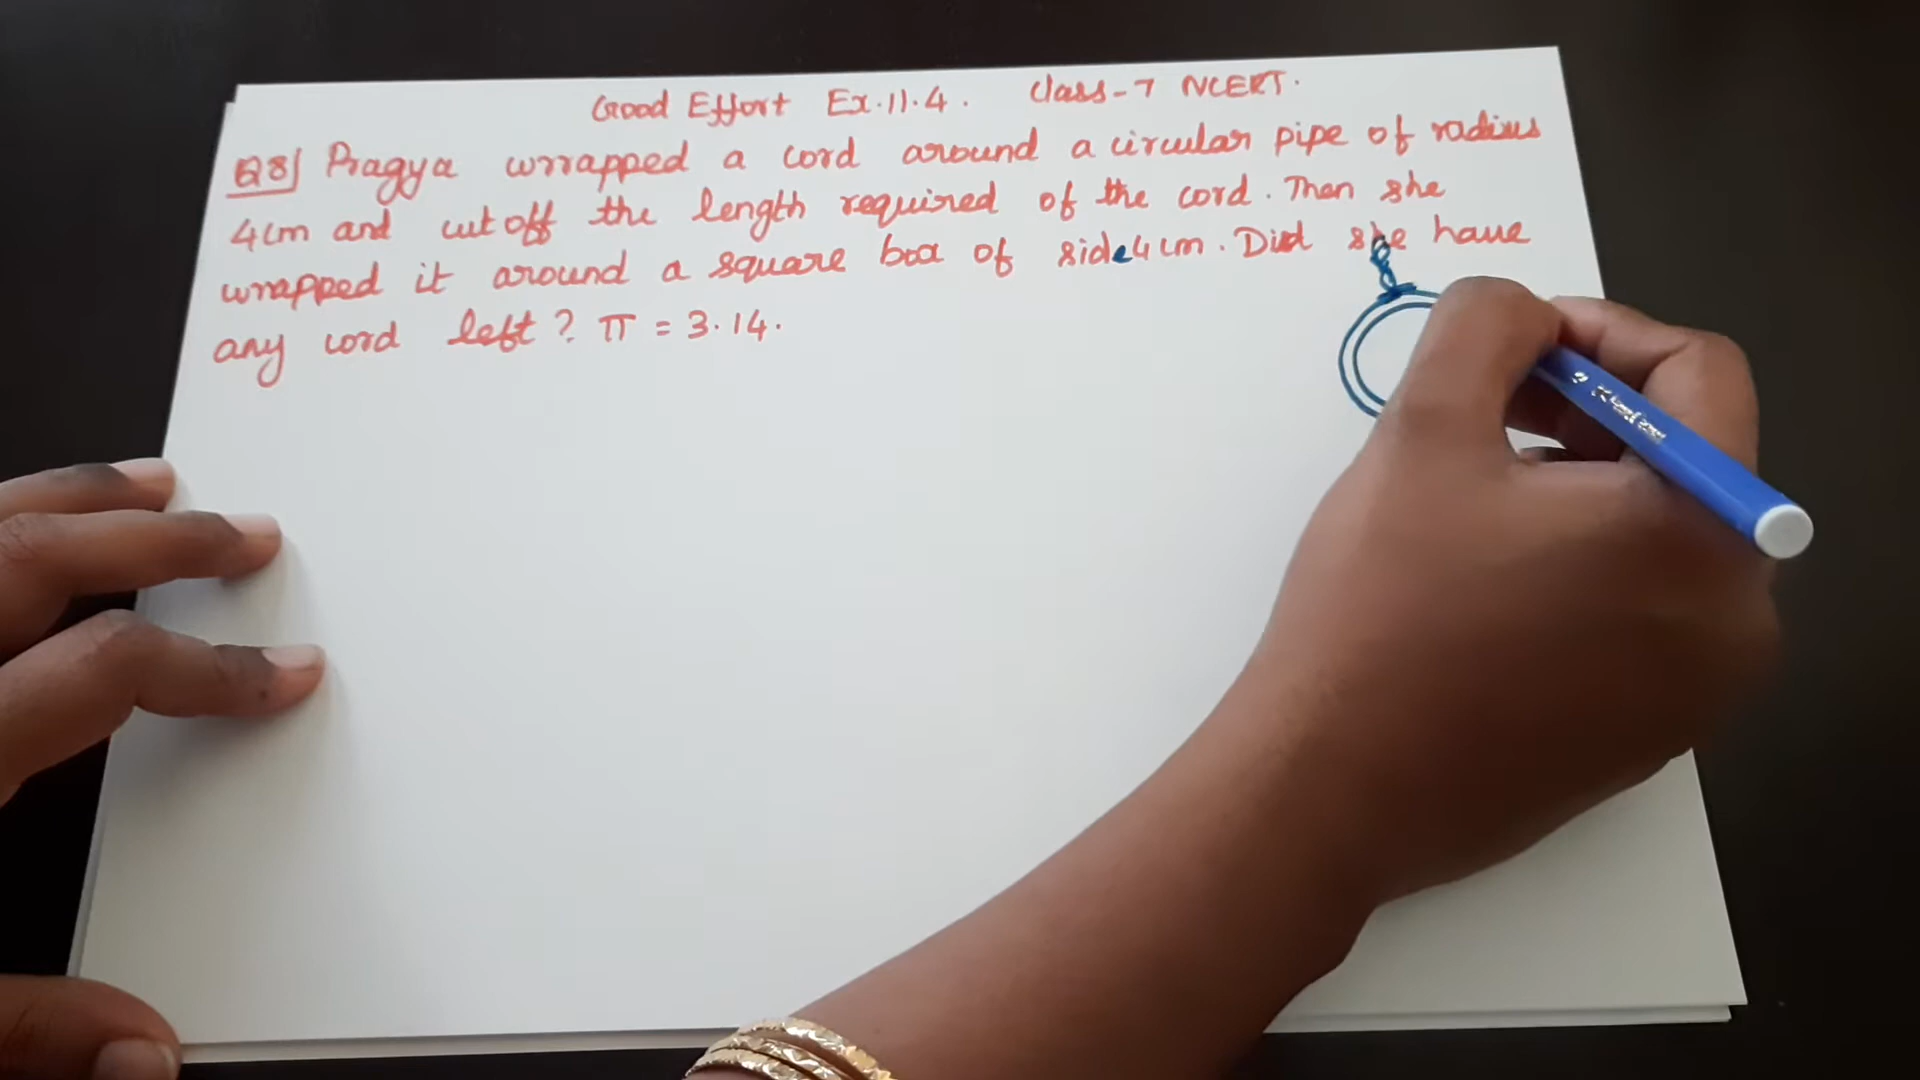 Good Effort Ex.11.4. Class-7 NCERT.
Q8 Pragya wrapped a cord around a circular pipe of radius
4cm and cut off the length required of the cord. Then she
wrapped it around a square box of side 4cm. Did she have
any cord left? π = 3.14.